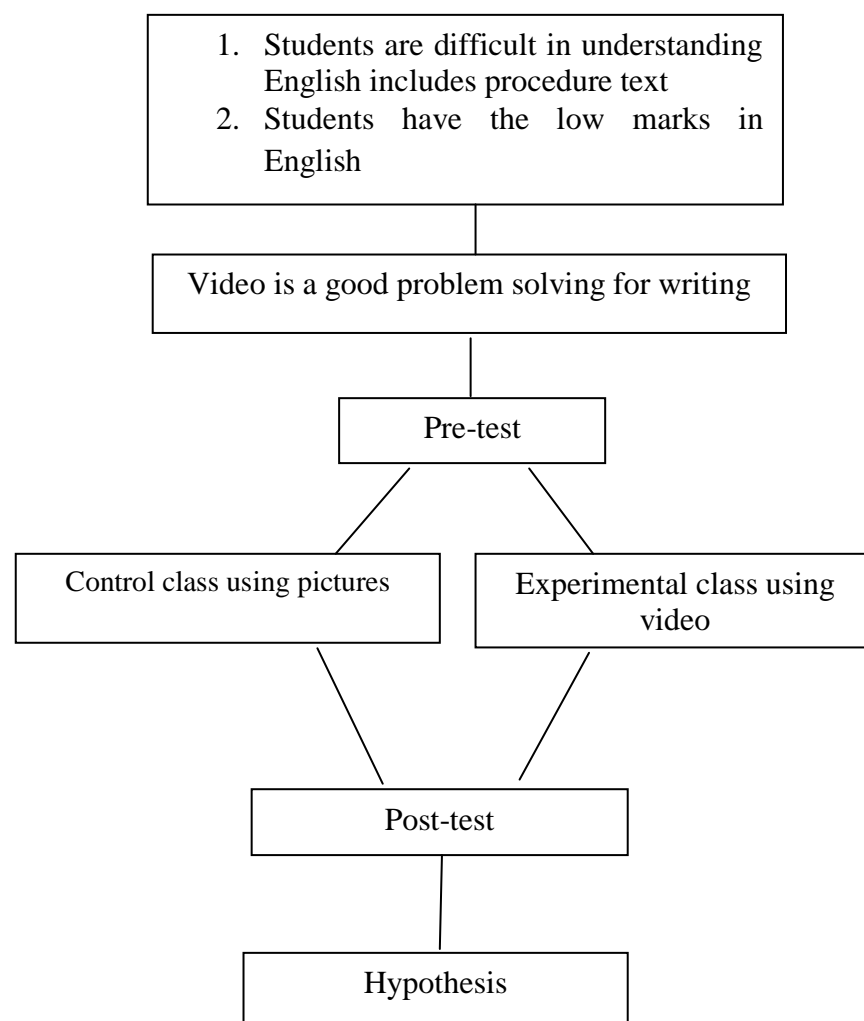 1. Students are difficult in understanding
English includes procedure text
2. Students have the low marks in
English
Video is a good problem solving for writing
Pre-test
Control class using pictures
Experimental class using
video
Post-test
Hypothesis